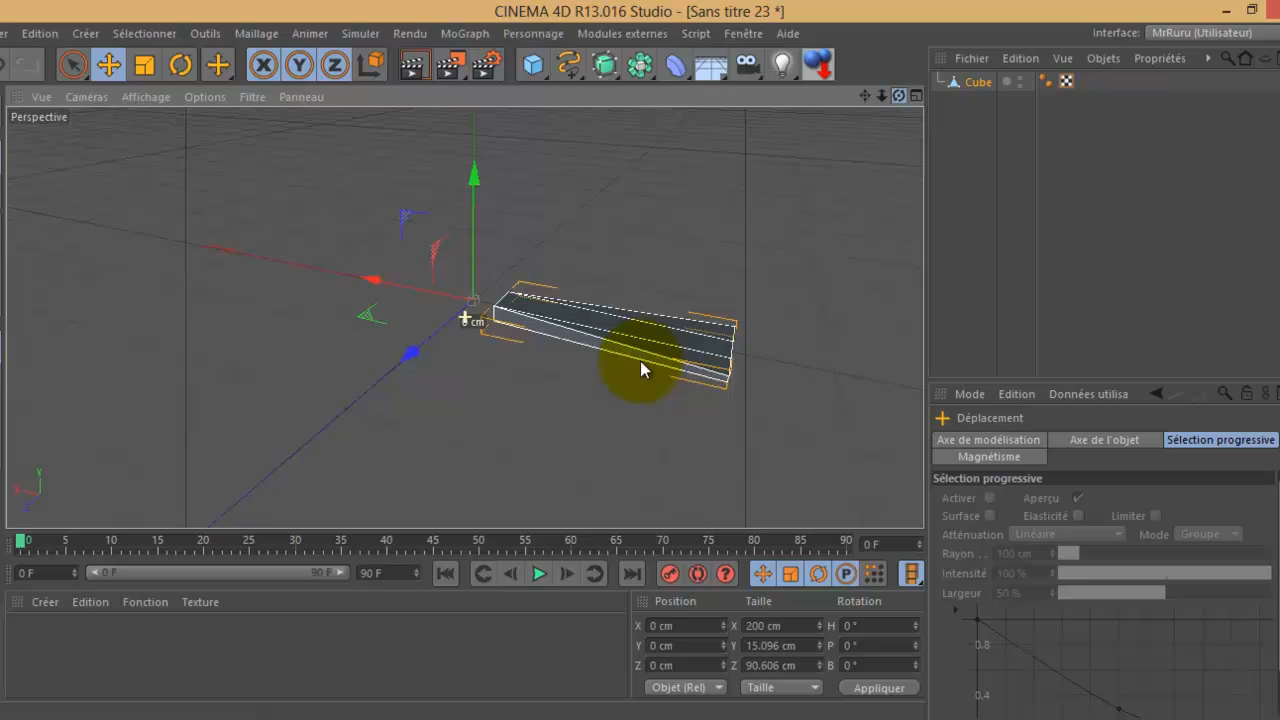 CINEMA 4D R13.016 Studio - [Sans titre 23 *]
er Edition Créer Sélectionner Outils Maillage Animer Simuler Rendu MoGraph Personnage Modules externes Script Fenêtre Aide
Interface: MrRuru (Utilisateur)
X Y Z
Fichier Edition Vue Objets Propriétés
Vue Caméras Affichage Options Filtre Panneau
Cube
Perspective
0 cm
Y
X
Mode Edition Données utilisa
Déplacement
Axe de modélisation Axe de l'objet Sélection progressive
Magnétisme
Sélection progressive
Activer Aperçu
Surface Elasticité Limiter
Atténuation Linéaire Mode Groupe
Rayon . . 100 cm
Intensité 100 %
Largeur 50 %
0.8
0.4
0 5 10 15 20 25 30 35 40 45 50 55 60 65 70 75 80 85 90
0 F
0 F 0 F 90 F 90 F
? P
Créer Edition Fonction Texture
Position Taille Rotation
X 0 cm X 200 cm H 0 °
Y 0 cm Y 15.096 cm P 0 °
Z 0 cm Z 90.606 cm B 0 °
Objet (Rel) Taille Appliquer